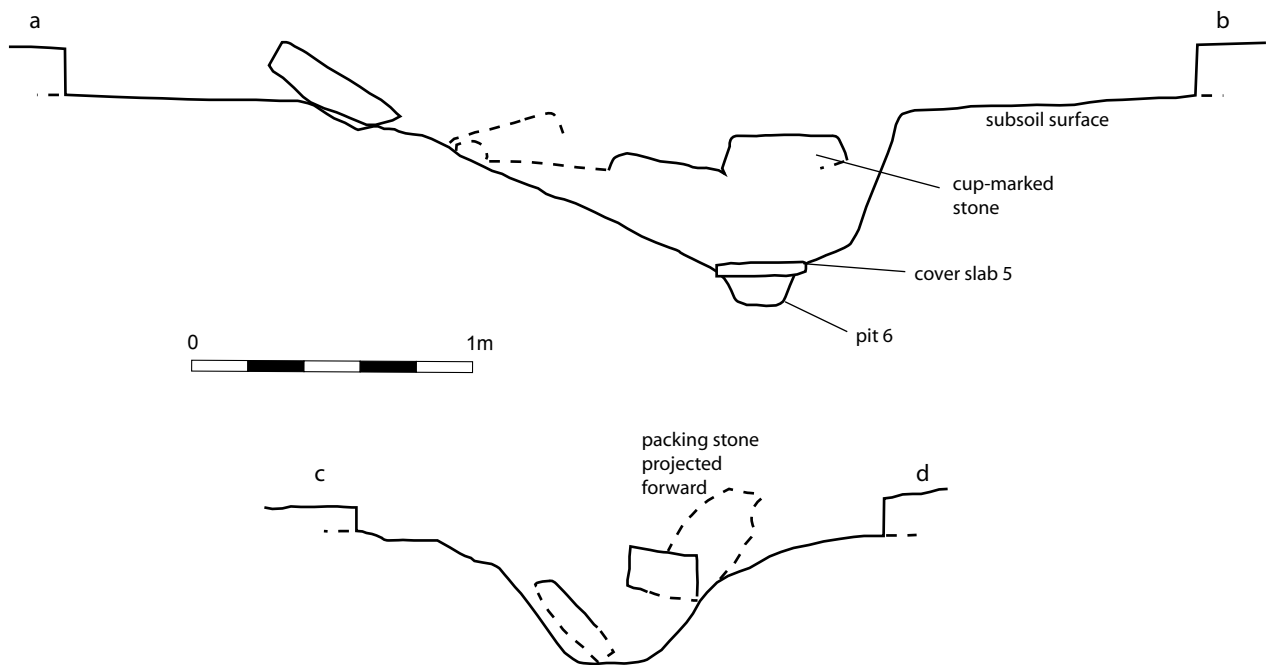 a
b
subsoil surface
cup-marked
stone
cover slab 5
pit 6
0
1m
packing stone
projected
forward
c
d